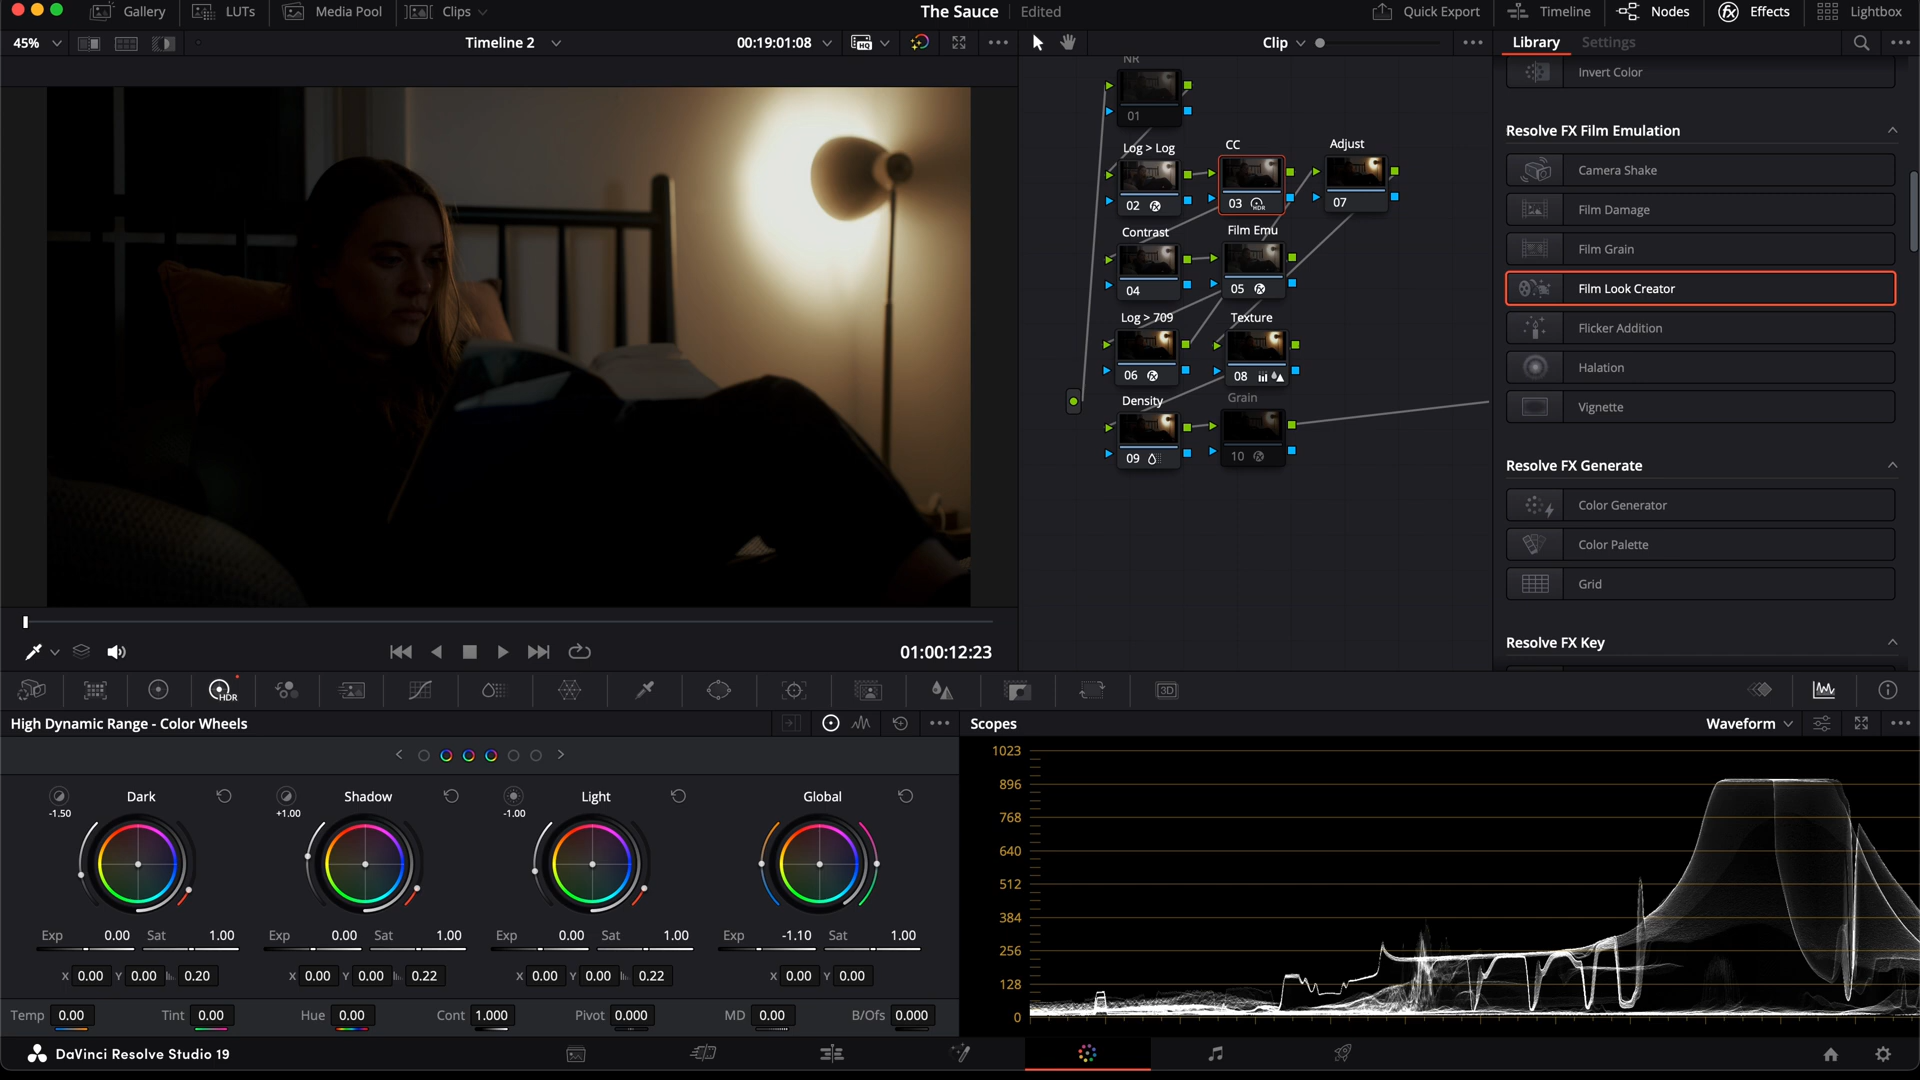 Gallery LUTs Media Pool Clips The Sauce Edited Quick Export Timeline Nodes Effects Lightbox
45% Timeline 2 00:19:01:08 HQ Clip Library Settings
NR
01
Log > Log
02
CC
03 HDR
Adjust
07
Contrast
04
Film Emu
05
Log > 709
06
Texture
08
Density
09
Grain
10
Invert Color
Resolve FX Film Emulation
Camera Shake
Film Damage
Film Grain
Film Look Creator
Flicker Addition
Halation
Vignette
Resolve FX Generate
Color Generator
Color Palette
Grid
Resolve FX Key
01:00:12:23
HDR 3D
High Dynamic Range - Color Wheels
Dark Shadow Light Global
-1.50 +1.00 -1.00
Exp 0.00 Sat 1.00 Exp 0.00 Sat 1.00 Exp 0.00 Sat 1.00 Exp -1.10 Sat 1.00
X 0.00 Y 0.00 0.20 X 0.00 Y 0.00 0.22 X 0.00 Y 0.00 0.22 X 0.00 Y 0.00
Temp 0.00 Tint 0.00 Hue 0.00 Cont 1.000 Pivot 0.000 MD 0.00 B/Ofs 0.000
Scopes Waveform
1023
896
768
640
512
384
256
128
0
DaVinci Resolve Studio 19